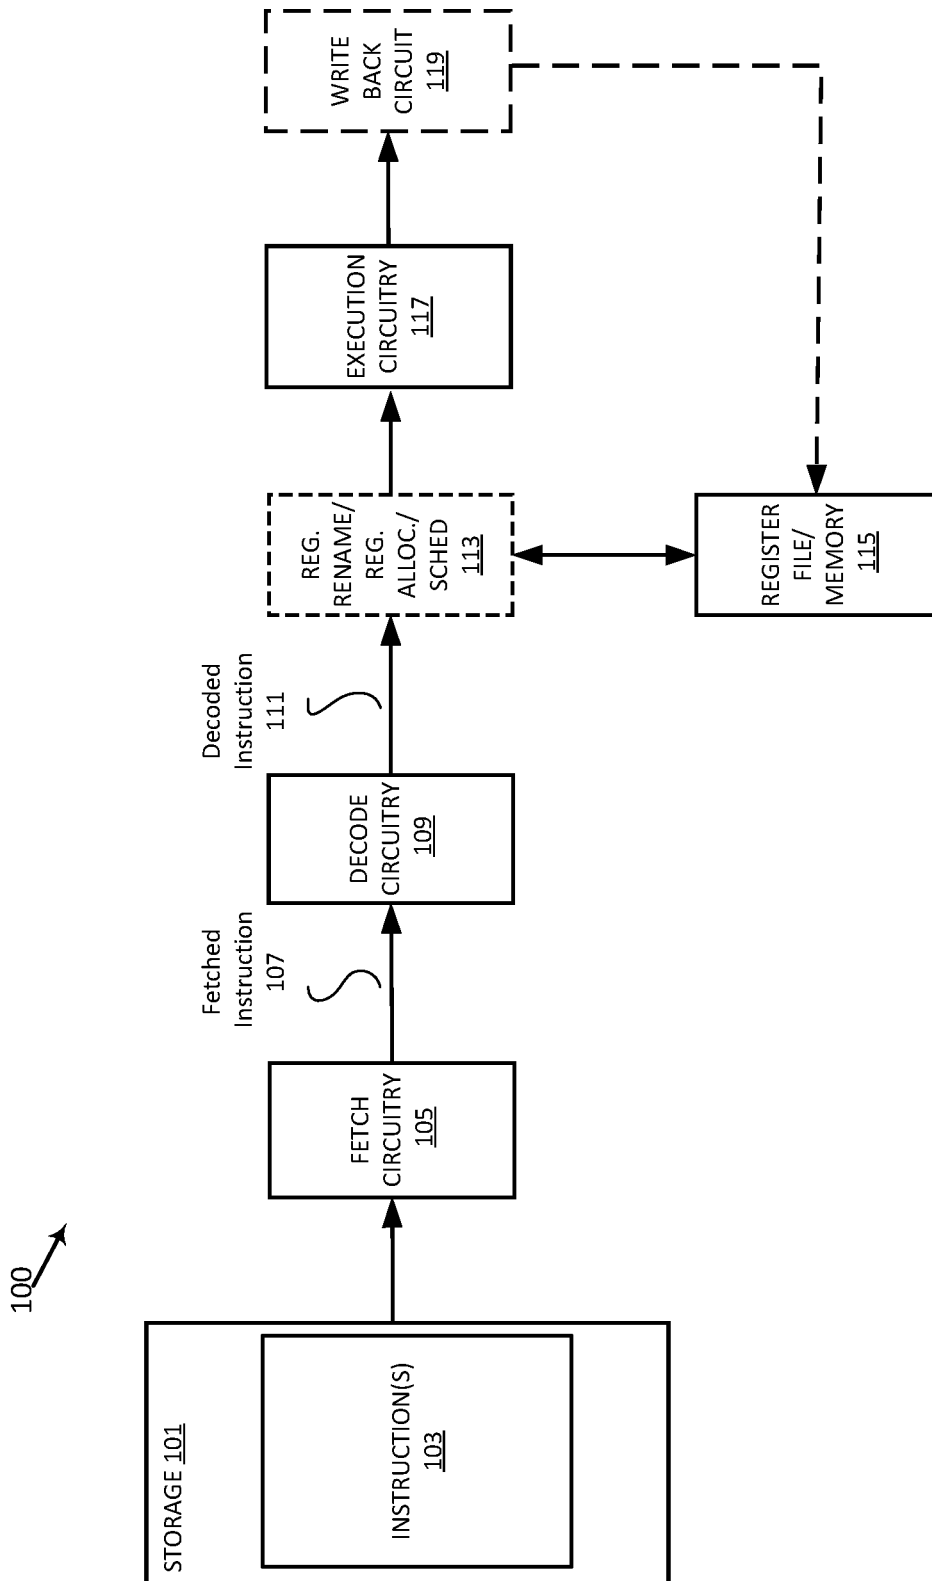 100
STORAGE 101
INSTRUCTION(S)
103
FETCH
CIRCUITRY
105
Fetched
Instruction
107
DECODE
CIRCUITRY
109
Decoded
Instruction
111
REG.
RENAME/
REG.
ALLOC./
SCHED
113
EXECUTION
CIRCUITRY
117
WRITE
BACK
CIRCUIT
119
REGISTER
FILE/
MEMORY
115